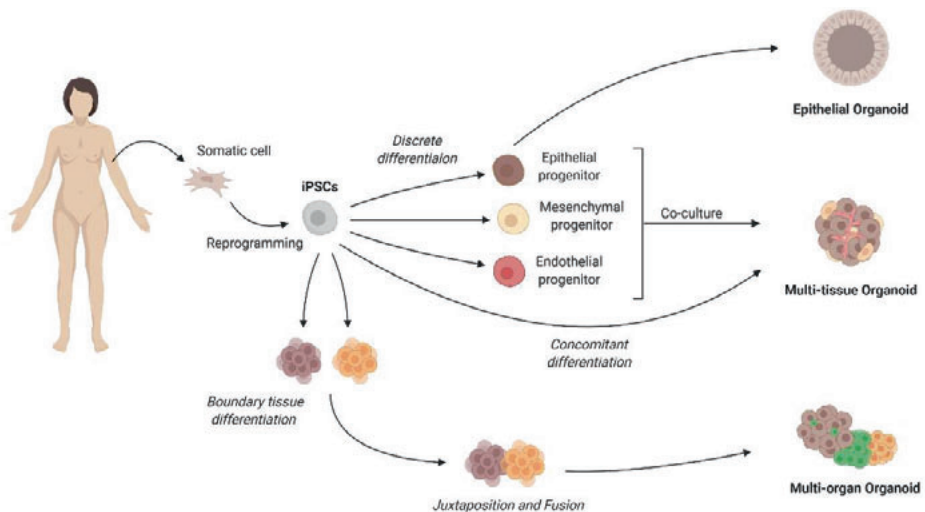 Epithelial Organoid
Discrete
differentiaion
Somatic cell
Epithelial
progenitor
iPSCs
Mesenchymal
progenitor
Co-culture
Reprogramming
Endothelial
progenitor
Multi-tissue Organoid
Concomitant
differentiation
Boundary tissue
differentiation
Multi-organ Organoid
Juxtaposition and Fusion